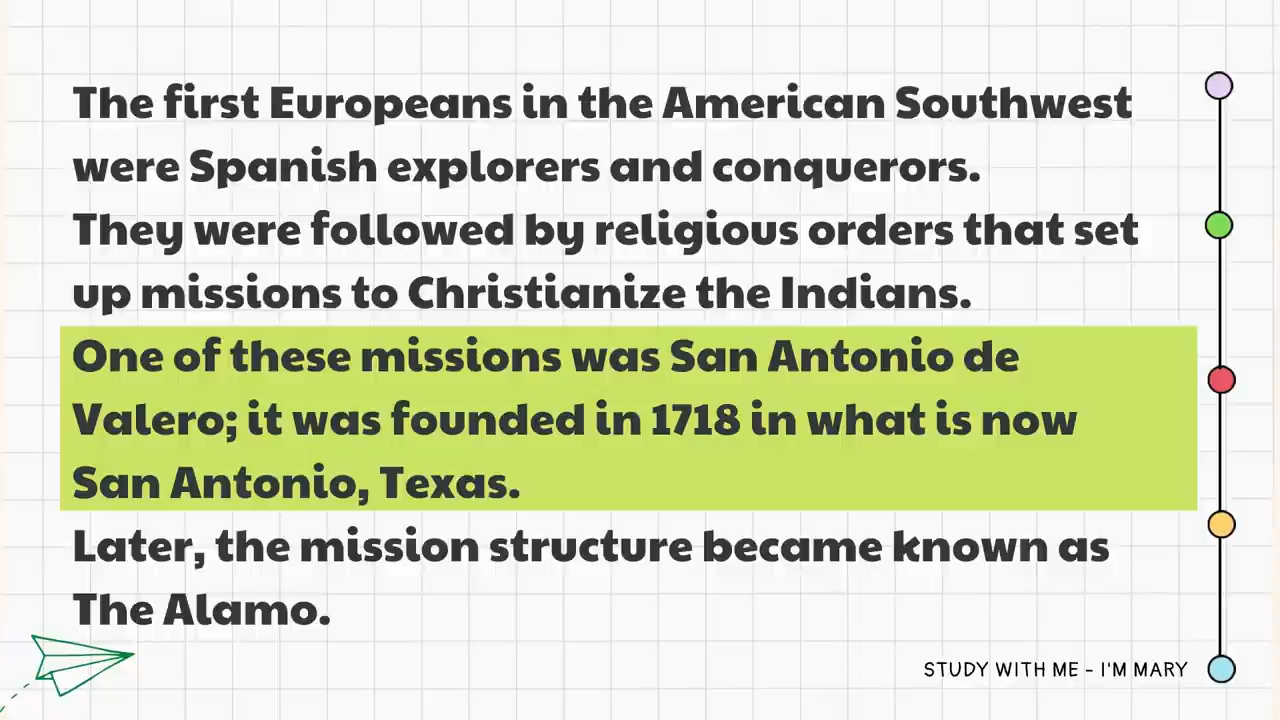 The first Europeans in the American Southwest
were Spanish explorers and conquerors.
They were followed by religious orders that set
up missions to Christianize the Indians.
One of these missions was San Antonio de
Valero; it was founded in 1718 in what is now
San Antonio, Texas.
Later, the mission structure became known as
The Alamo.
STUDY WITH ME - I'M MARY